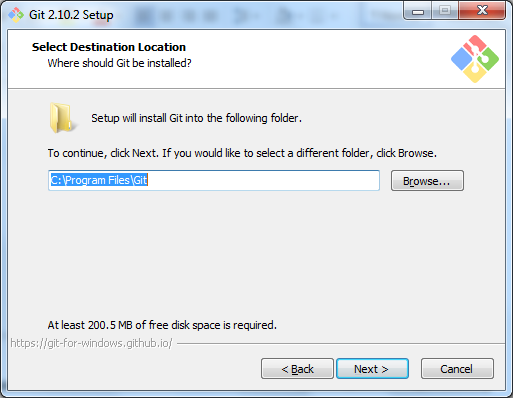 Git 2.10.2 Setup
Select Destination Location
Where should Git be installed?
Setup will install Git into the following folder.
To continue, click Next. If you would like to select a different folder, click Browse.
C:\Program Files\Git
Browse...
At least 200.5 MB of free disk space is required.
https://git-for-windows.github.io/
< Back
Next >
Cancel